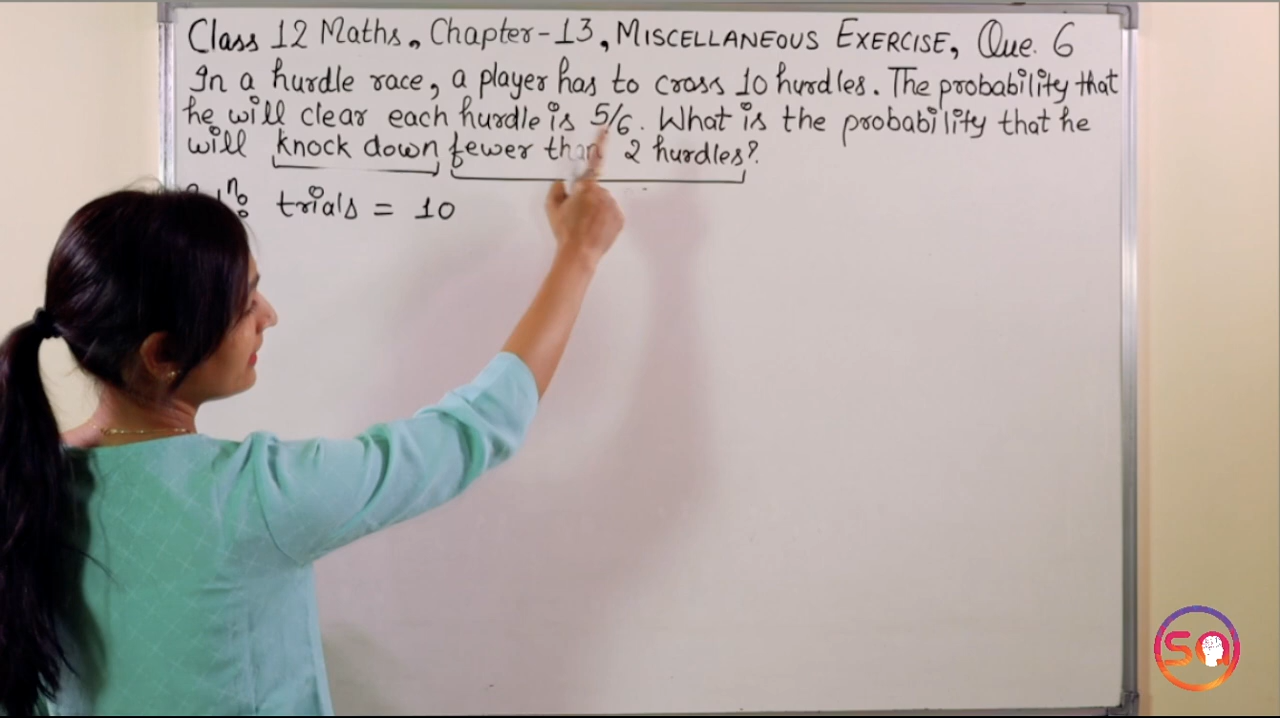 Class 12 Maths, Chapter-13, MISCELLANEOUS EXERCISE, Que. 6
In a hurdle race, a player has to cross 10 hurdles. The probability that
he will clear each hurdle is 5/6. What is the probability that he
will knock down fewer than 2 hurdles?
trials = 10
SQ